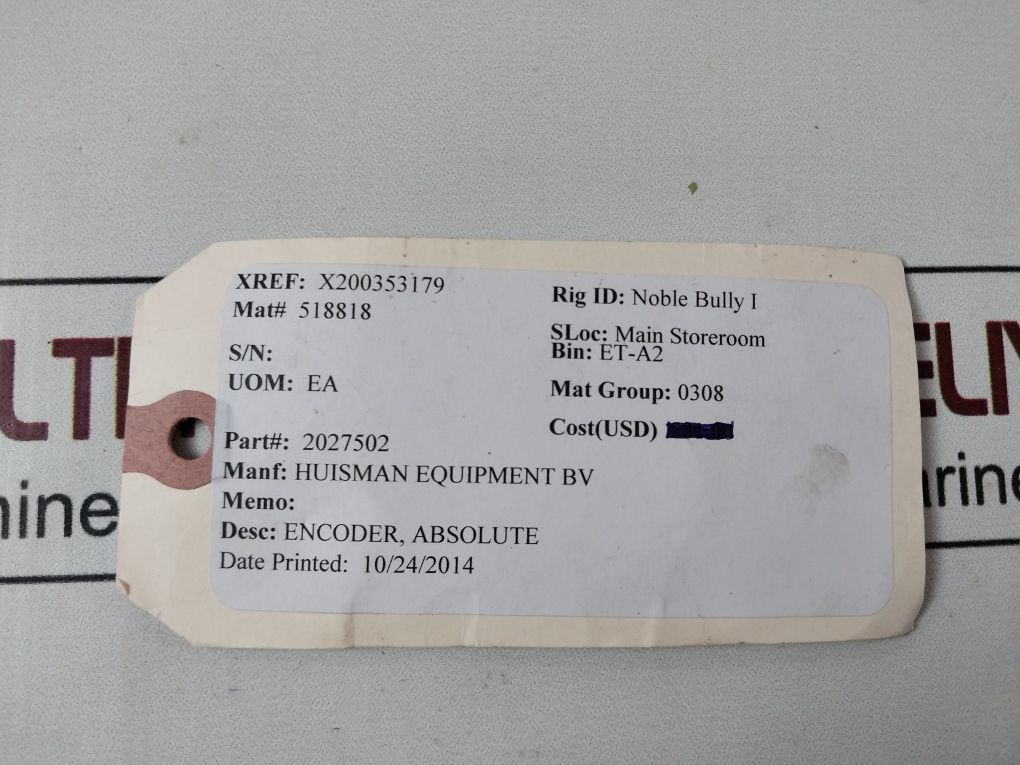 XREF: X200353179
Mat# 518818
S/N:
UOM: EA
Part#: 2027502
Manf: HUISMAN EQUIPMENT BV
Memo:
Desc: ENCODER, ABSOLUTE
Date Printed: 10/24/2014
Rig ID: Noble Bully I
SLoc: Main Storeroom
Bin: ET-A2
Mat Group: 0308
Cost(USD)